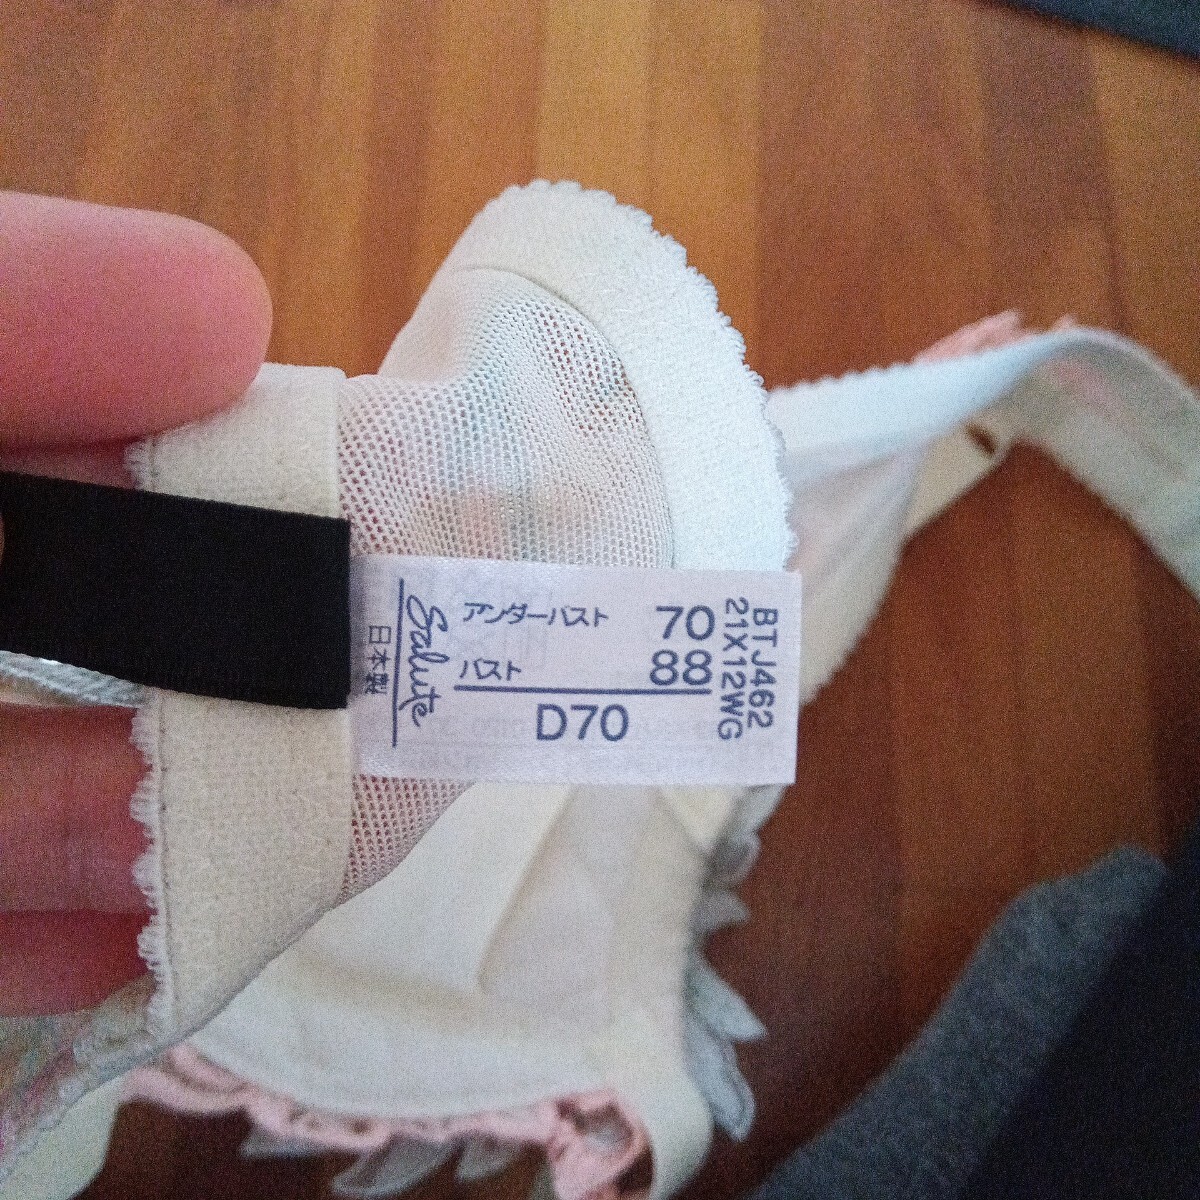 日本製
Salute
アンダーバスト 70
バスト 88
D70
BTJ462
21X12WG